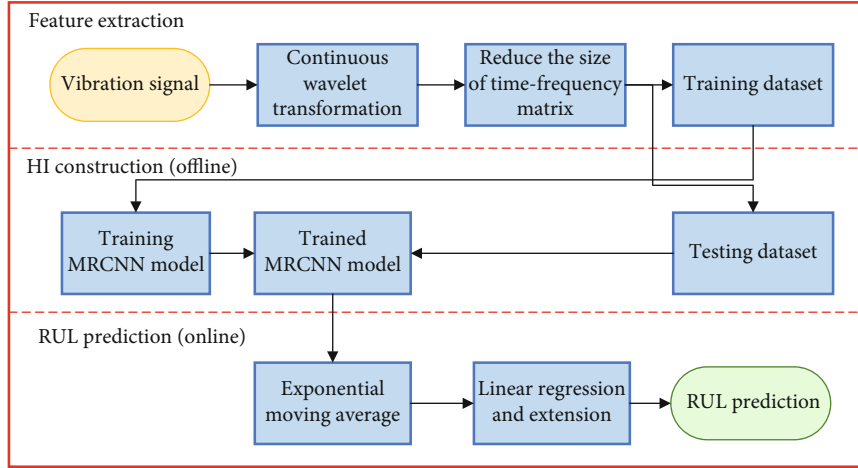 Feature extraction
Vibration signal
Continuous
wavelet
transformation
Reduce the size
of time-frequency
matrix
Training dataset
HI construction (offline)
Training
MRCNN model
Trained
MRCNN model
Testing dataset
RUL prediction (online)
Exponential
moving average
Linear regression
and extension
RUL prediction